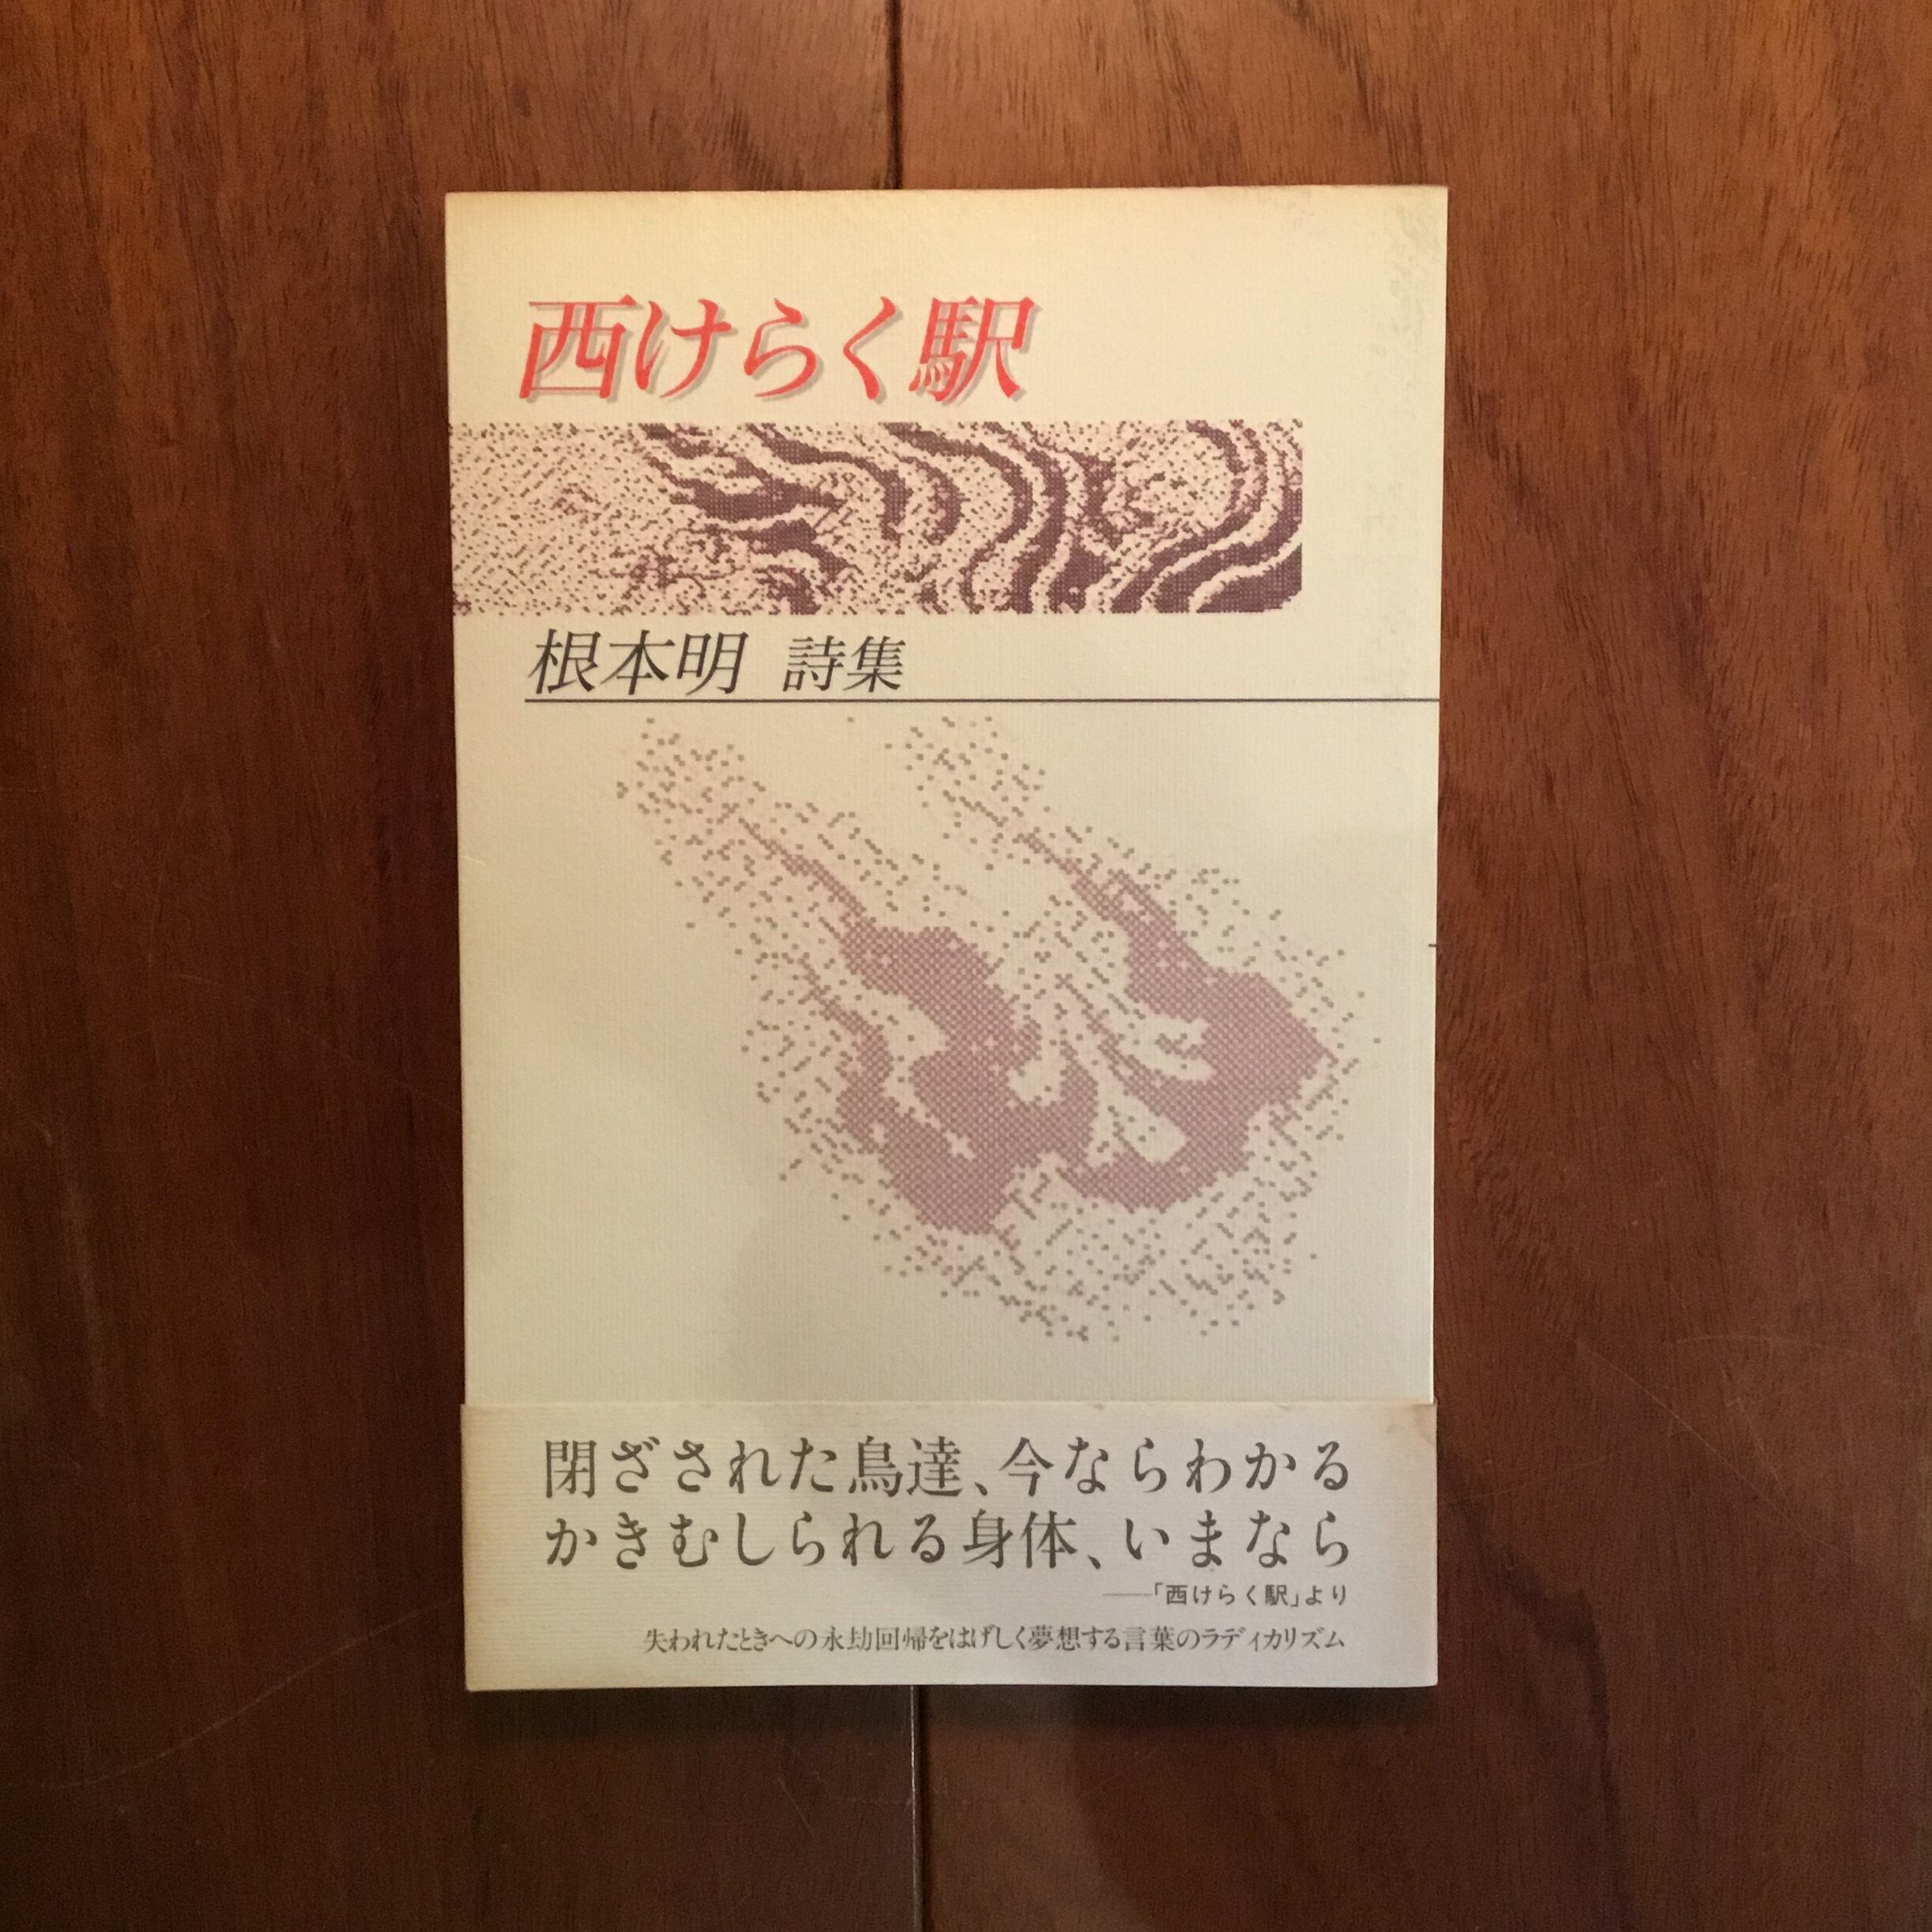 西けらく駅
根本明 詩集
閉ざされた鳥達、今ならわかる
かきむしられる身体、いまなら
──「西けらく駅」より
失われたときへの永劫回帰をはげしく夢想する言葉のラディカリズム